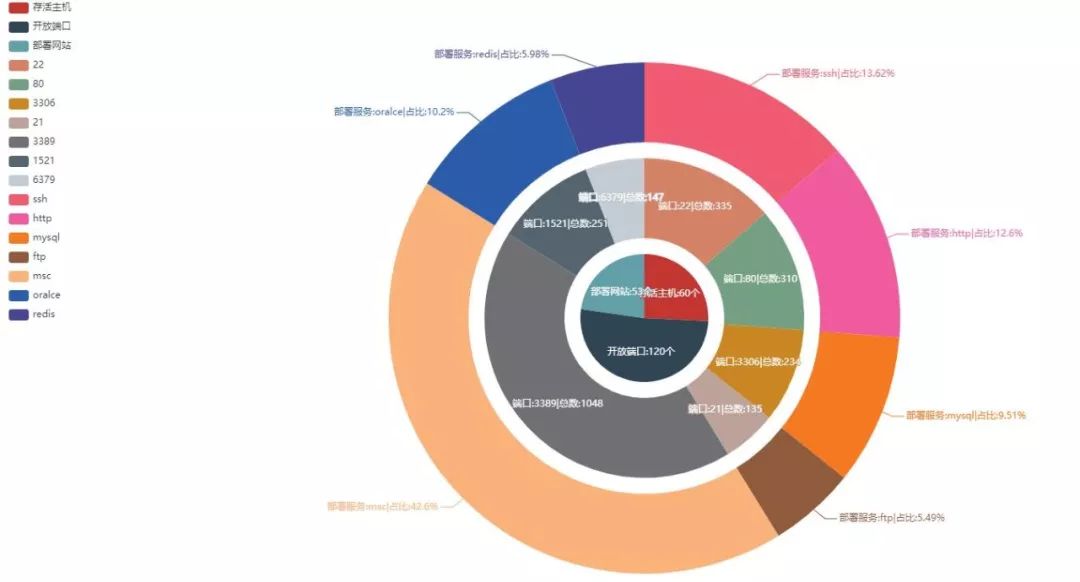 存活主机
开放端口
部署网站
22
80
3306
21
3389
1521
6379
ssh
http
mysql
ftp
msc
oralce
redis
部署服务:redis|占比:5.98%
部署服务:ssh|占比:13.62%
部署服务:oralce|占比:10.2%
端口:6379|总数:147
端口:22|总数:335
端口:1521|总数:251
部署服务:http|占比:12.6%
端口:80|总数:310
部署网站:53个
存活主机:60个
开放端口:120个
端口:3306|总数:234
端口:3389|总数:1048
端口:21|总数:135
部署服务:mysql|占比:9.51%
部署服务:msc|占比:42.6%
部署服务:ftp|占比:5.49%